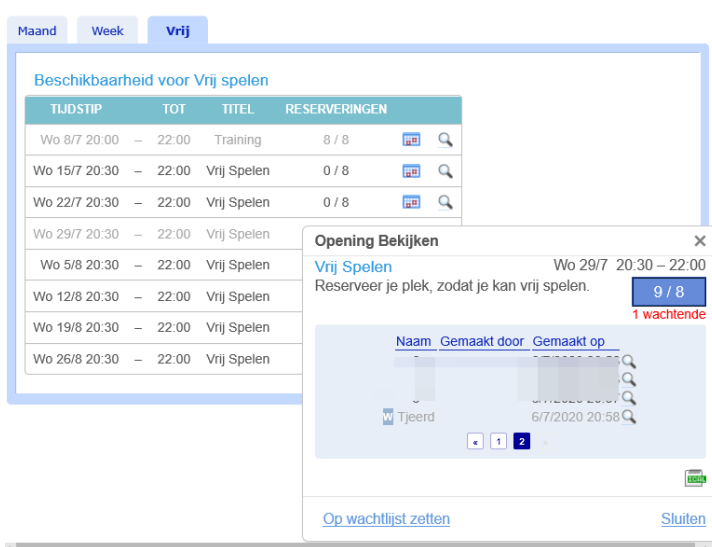 Maand Week Vrij
Beschikbaarheid voor Vrij spelen
TIJDSTIP TOT TITEL RESERVERINGEN
Wo 8/7 20:00 – 22:00 Training 8 / 8
Wo 15/7 20:30 – 22:00 Vrij Spelen 0 / 8
Wo 22/7 20:30 – 22:00 Vrij Spelen 0 / 8
Wo 29/7 20:30 – 22:00 Vrij Spelen
Wo 5/8 20:30 – 22:00 Vrij Spelen
Wo 12/8 20:30 – 22:00 Vrij Spelen
Wo 19/8 20:30 – 22:00 Vrij Spelen
Wo 26/8 20:30 – 22:00 Vrij Spelen
Opening Bekijken ×
Vrij Spelen Wo 29/7 20:30 – 22:00
Reserveer je plek, zodat je kan vrij spelen.
9 / 8
1 wachtende
Naam Gemaakt door Gemaakt op
W Tjeerd 6/7/2020 20:58
« 1 2 »
ICAL
Op wachtlijst zetten Sluiten